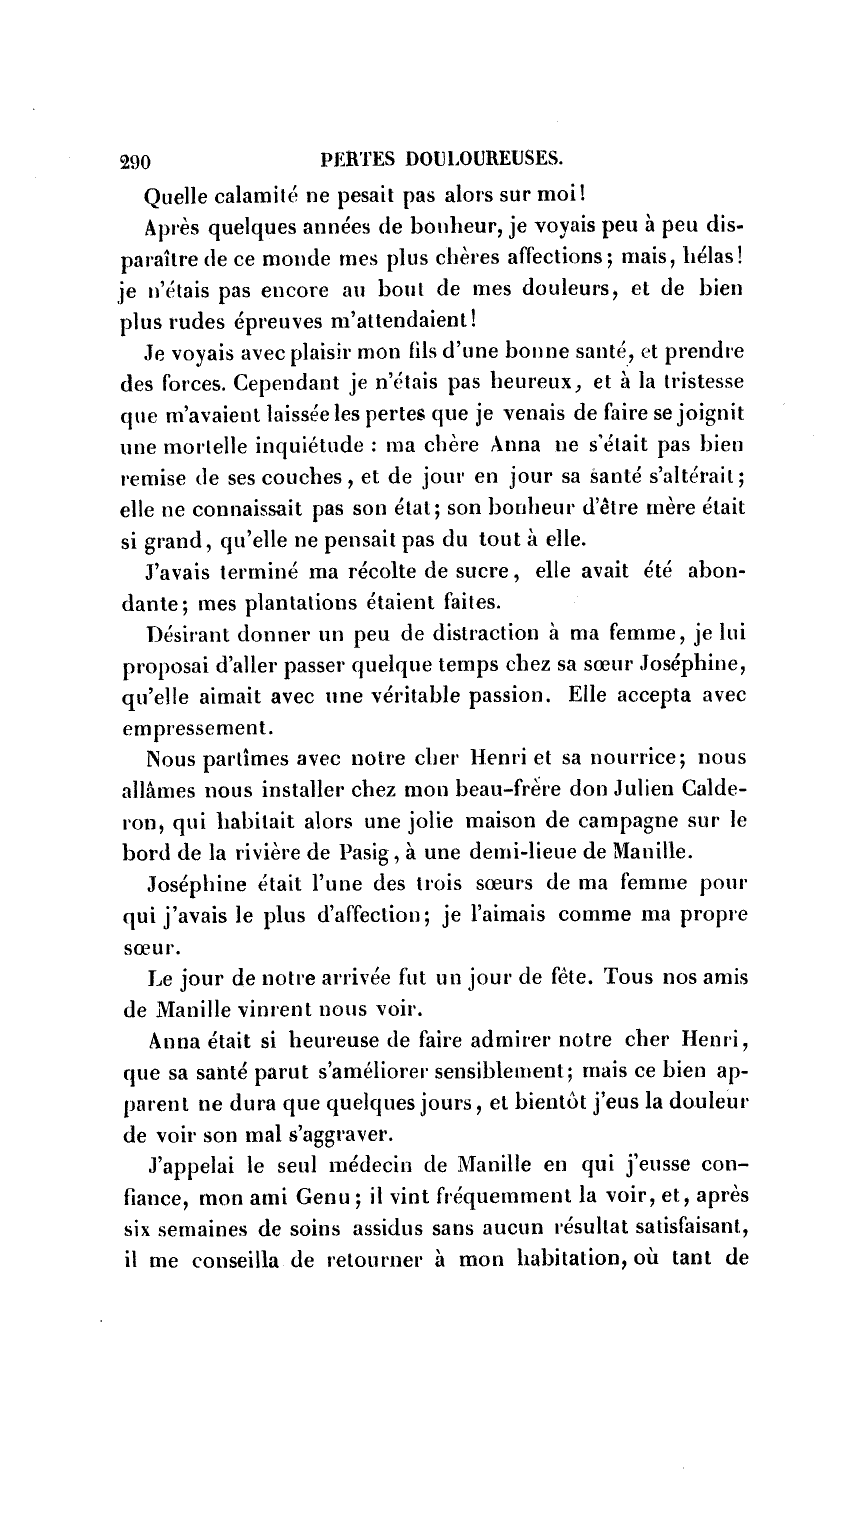 290 PERTES DOULOUREUSES.
Quelle calamité ne pesait pas alors sur moi!
Après quelques années de bonheur, je voyais peu à peu dis-
paraître de ce monde mes plus chères affections; mais, hélas!
je n'étais pas encore au bout de mes douleurs, et de bien
plus rudes épreuves m'attendaient!
Je voyais avec plaisir mon fils d'une bonne santé, et prendre
des forces. Cependant je n'étais pas heureux, et à la tristesse
que m'avaient laissée les pertes que je venais de faire se joignit
une mortelle inquiétude : ma chère Anna ne s'était pas bien
remise de ses couches, et de jour en jour sa santé s'altérait;
elle ne connaissait pas son état; son bonheur d'être mère était
si grand, qu'elle ne pensait pas du tout à elle.
J'avais terminé ma récolte de sucre, elle avait été abon-
dante; mes plantations étaient faites.
Désirant donner un peu de distraction à ma femme, je lui
proposai d'aller passer quelque temps chez sa sœur Joséphine,
qu'elle aimait avec une véritable passion. Elle accepta avec
empressement.
Nous partîmes avec notre cher Henri et sa nourrice; nous
allâmes nous installer chez mon beau-frère don Julien Calde-
ron, qui habitait alors une jolie maison de campagne sur le
bord de la rivière de Pasig, à une demi-lieue de Manille.
Joséphine était l'une des trois sœurs de ma femme pour
qui j'avais le plus d'affection; je l'aimais comme ma propre
sœur.
Le jour de notre arrivée fut un jour de fête. Tous nos amis
de Manille vinrent nous voir.
Anna était si heureuse de faire admirer notre cher Henri,
que sa santé parut s'améliorer sensiblement; mais ce bien ap-
parent ne dura que quelques jours, et bientôt j'eus la douleur
de voir son mal s'aggraver.
J'appelai le seul médecin de Manille en qui j'eusse con-
fiance, mon ami Genu; il vint fréquemment la voir, et, après
six semaines de soins assidus sans aucun résultat satisfaisant,
il me conseilla de retourner à mon habitation, où tant de